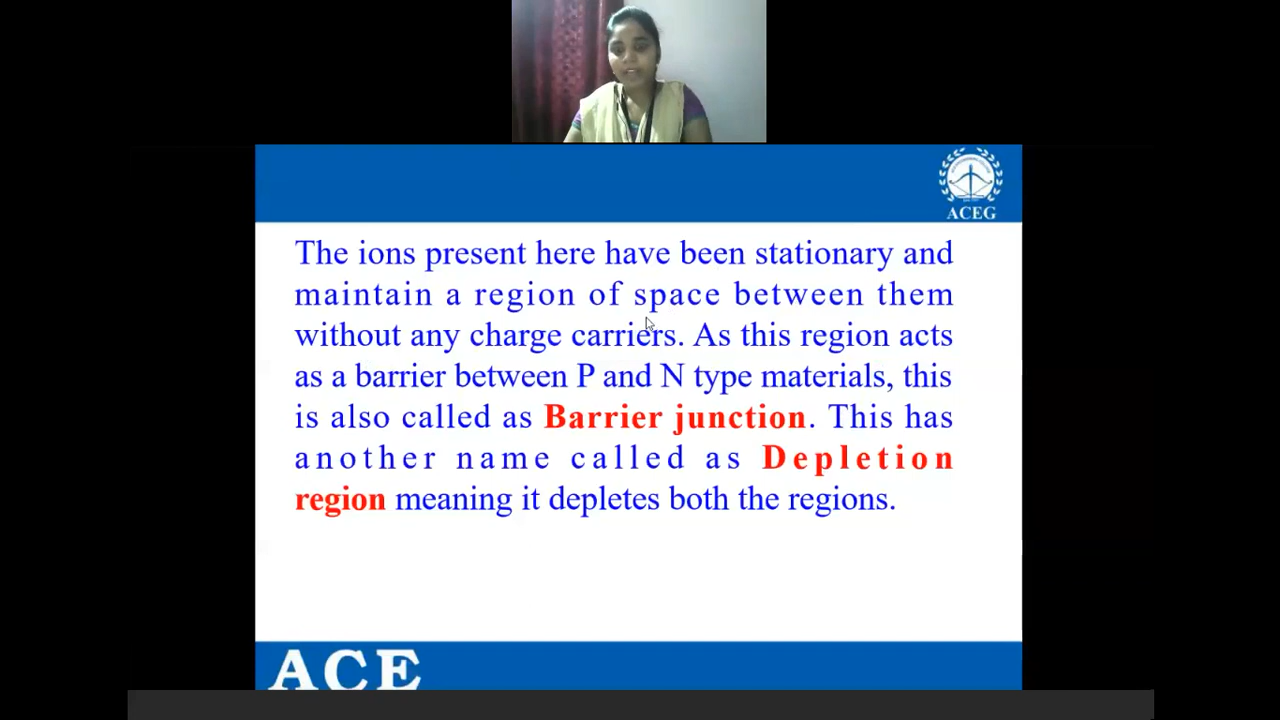 ACEG
The ions present here have been stationary and
maintain a region of space between them
without any charge carriers. As this region acts
as a barrier between P and N type materials, this
is also called as Barrier junction. This has
another name called as Depletion
region meaning it depletes both the regions.
ACE